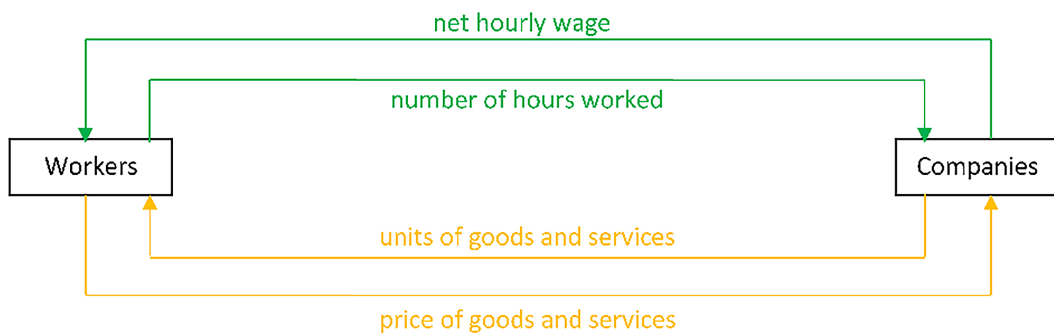 net hourly wage
number of hours worked
Workers
Companies
units of goods and services
price of goods and services